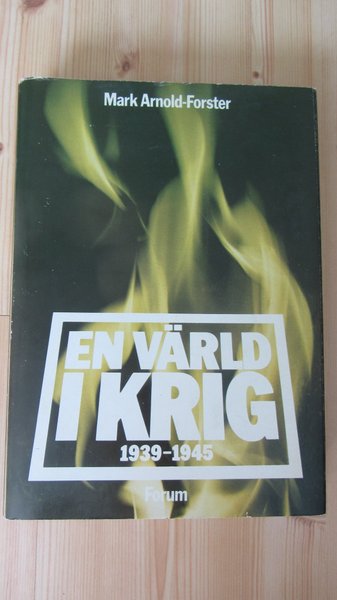 Mark Arnold-Forster
EN VÄRLD
I KRIG
1939-1945
Forum